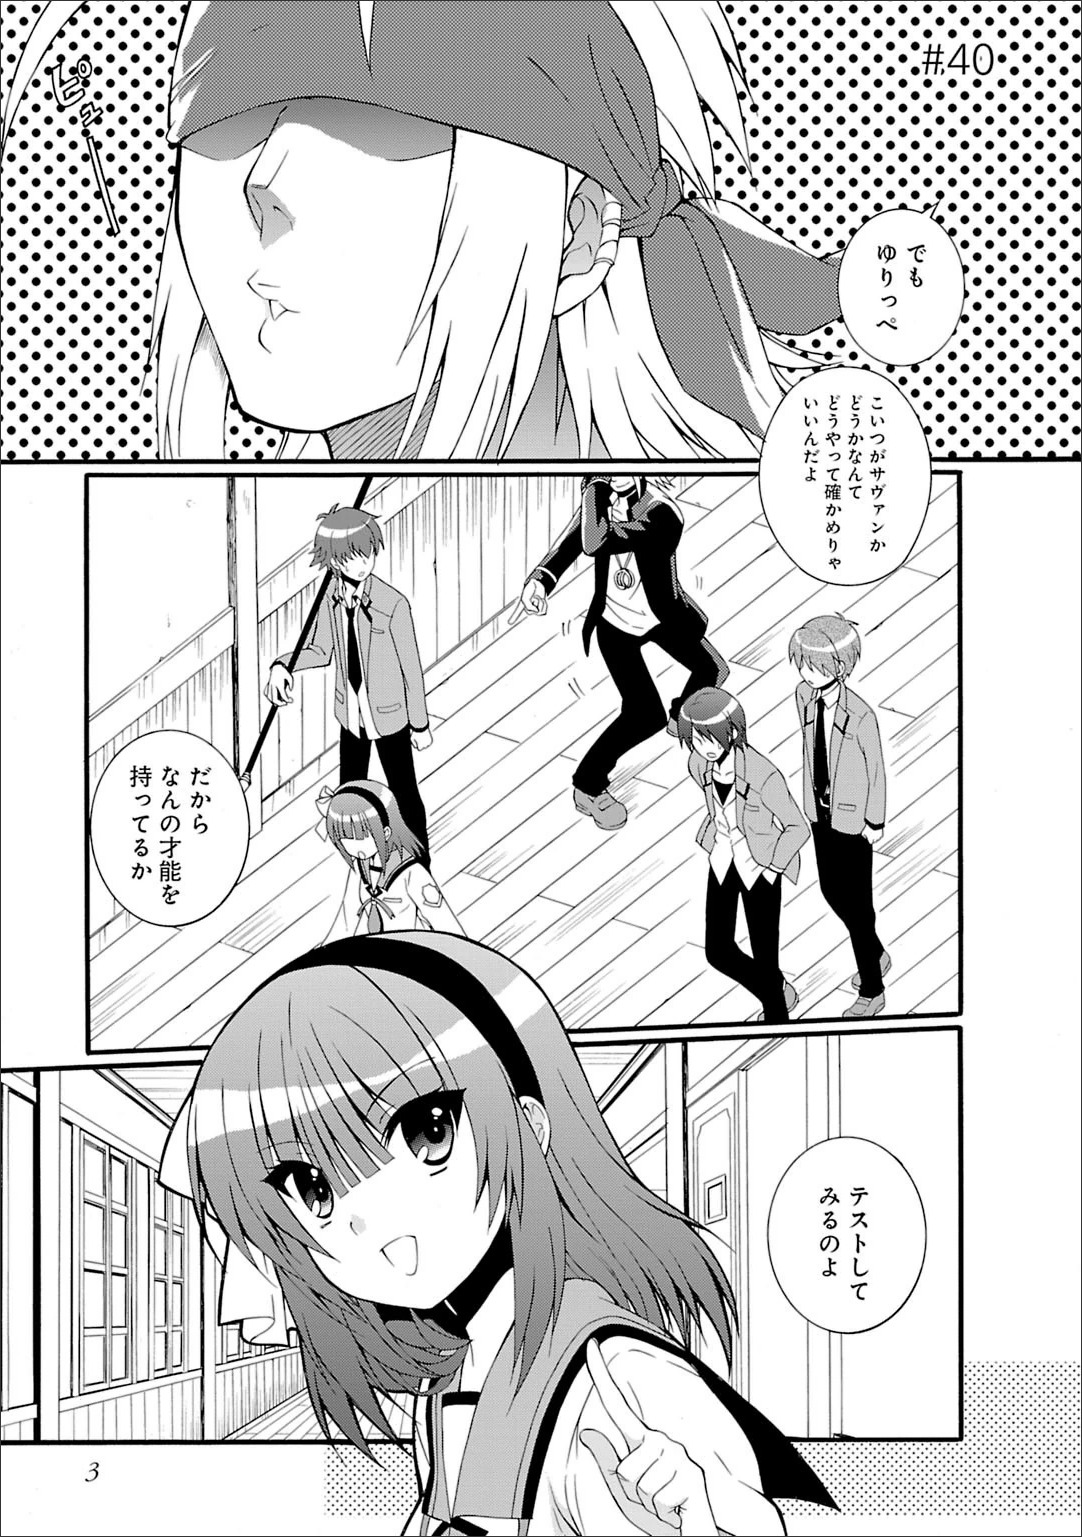 #40
ピューー
でも
ゆりっぺ
こいつがサヴァンか
どうかなんて
どうやって確かめりゃ
いいんだよ
だから
なんの才能を
持ってるか
テストして
みるのよ
3